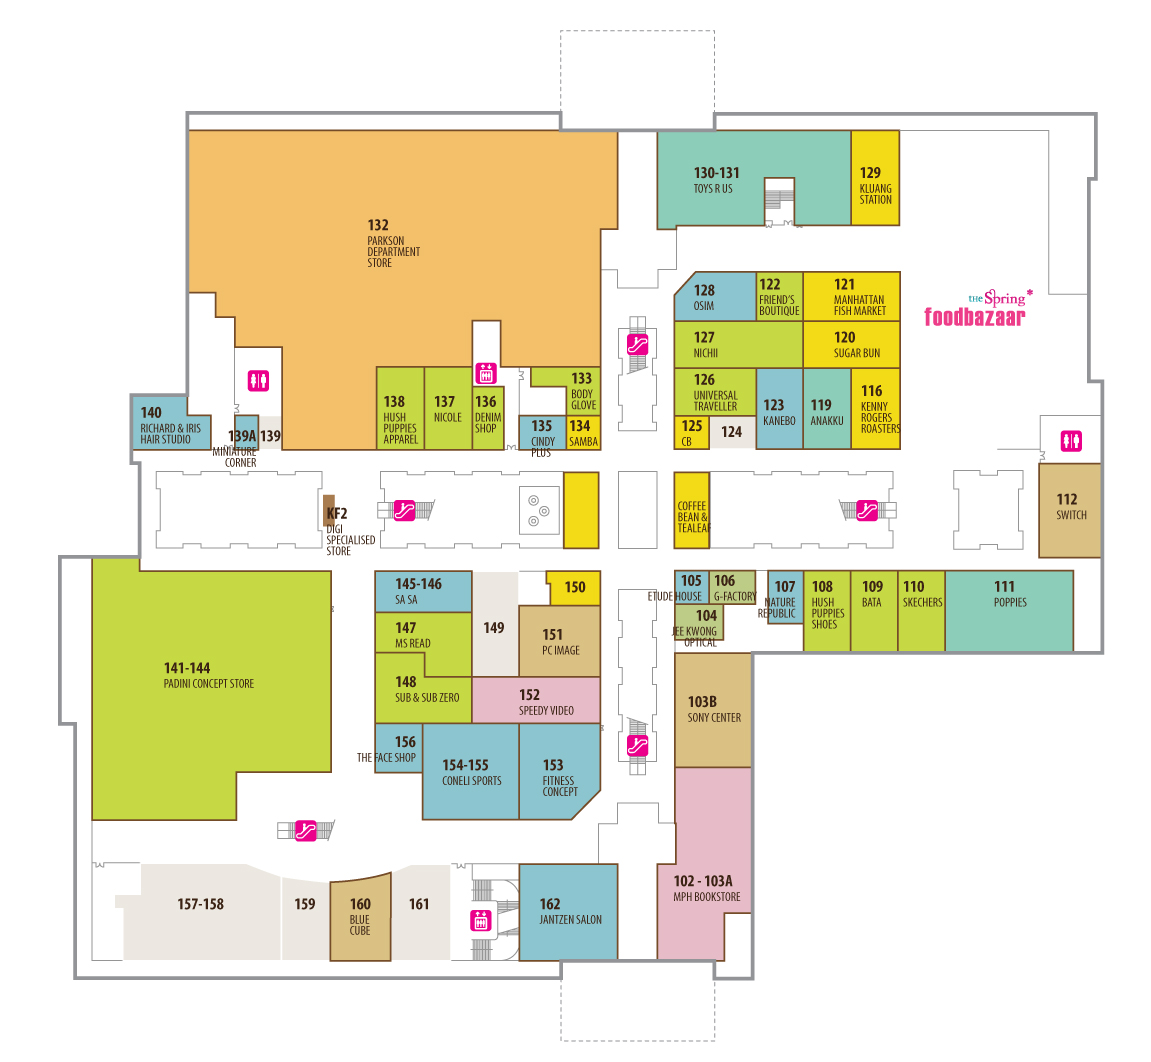 130-131
TOYS R US
129
KLUANG
STATION
132
PARKSON
DEPARTMENT
STORE
128
OSIM
122
FRIEND'S
BOUTIQUE
121
MANHATTAN
FISH MARKET
THE Spring*
foodbazaar
127
NICHII
120
SUGAR BUN
126
UNIVERSAL
TRAVELLER
123
KANEBO
119
ANAKKU
116
KENNY
ROGERS
ROASTERS
125
CB
124
133
BODY
GLOVE
138
HUSH
PUPPIES
APPAREL
137
NICOLE
136
DENIM
SHOP
135
CINDY
PLUS
134
SAMBA
140
RICHARD & IRIS
HAIR STUDIO
139A
MINIATURE
CORNER
139
KF2
DIGI
SPECIALISED
STORE
COFFEE
BEAN &
TEALEAF
112
SWITCH
145-146
SA SA
147
MS READ
149
150
151
PC IMAGE
105
ETUDE HOUSE
106
G-FACTORY
104
JEE KWONG
OPTICAL
107
NATURE
REPUBLIC
108
HUSH
PUPPIES
SHOES
109
BATA
110
SKECHERS
111
POPPIES
141-144
PADINI CONCEPT STORE
148
SUB & SUB ZERO
152
SPEEDY VIDEO
103B
SONY CENTER
156
THE FACE SHOP
154-155
CONELI SPORTS
153
FITNESS
CONCEPT
102 - 103A
MPH BOOKSTORE
157-158
159
160
BLUE
CUBE
161
162
JANTZEN SALON